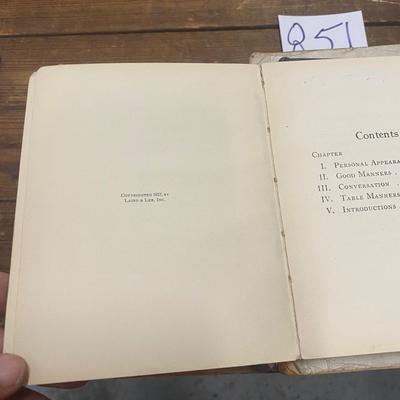 851
Copyrighted 1922, by
Laird & Lee, Inc.
Contents
Chapter
I. Personal Appeara
II. Good Manners .
III. Conversation .
IV. Table Manners
V. Introductions .